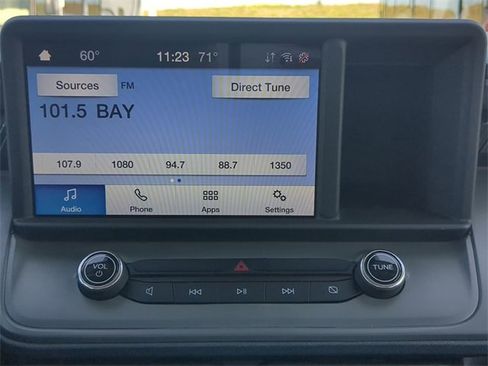 60° 11:23 71°
Sources FM Direct Tune
101.5 BAY
107.9 1080 94.7 88.7 1350
Audio Phone Apps Settings
VOL TUNE